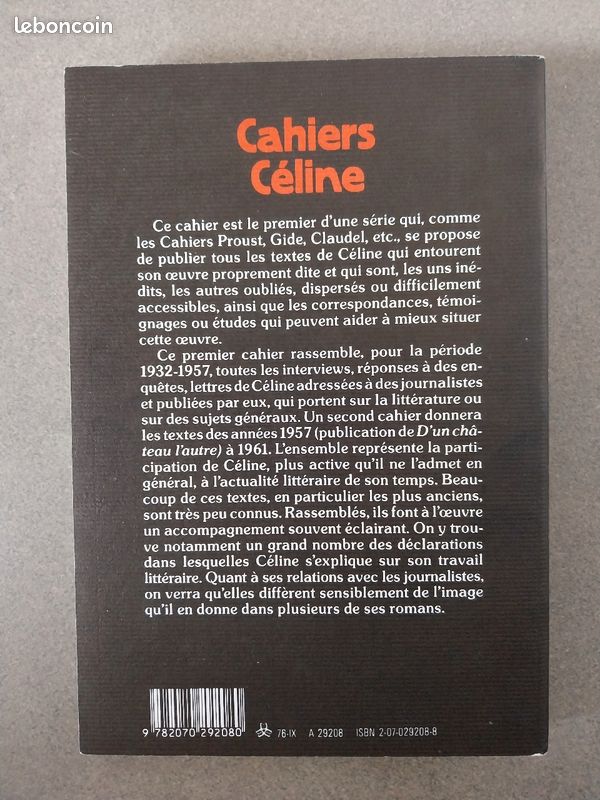 leboncoin
Cahiers
Céline
Ce cahier est le premier d'une série qui, comme
les Cahiers Proust, Gide, Claudel, etc., se propose
de publier tous les textes de Céline qui entourent
son œuvre proprement dite et qui sont, les uns iné-
dits, les autres oubliés, dispersés ou difficilement
accessibles, ainsi que les correspondances, témoi-
gnages ou études qui peuvent aider à mieux situer
cette œuvre.
Ce premier cahier rassemble, pour la période
1932-1957, toutes les interviews, réponses à des en-
quêtes, lettres de Céline adressées à des journalistes
et publiées par eux, qui portent sur la littérature ou
sur des sujets généraux. Un second cahier donnera
les textes des années 1957 (publication de D'un châ-
teau l'autre) à 1961. L'ensemble représente la parti-
cipation de Céline, plus active qu'il ne l'admet en
général, à l'actualité littéraire de son temps. Beau-
coup de ces textes, en particulier les plus anciens,
sont très peu connus. Rassemblés, ils font à l'œuvre
un accompagnement souvent éclairant. On y trou-
ve notamment un grand nombre des déclarations
dans lesquelles Céline s'explique sur son travail
littéraire. Quant à ses relations avec les journalistes,
on verra qu'elles diffèrent sensiblement de l'image
qu'il en donne dans plusieurs de ses romans.
9 782070 292080 76-IX A 29208 ISBN 2-07-029208-8